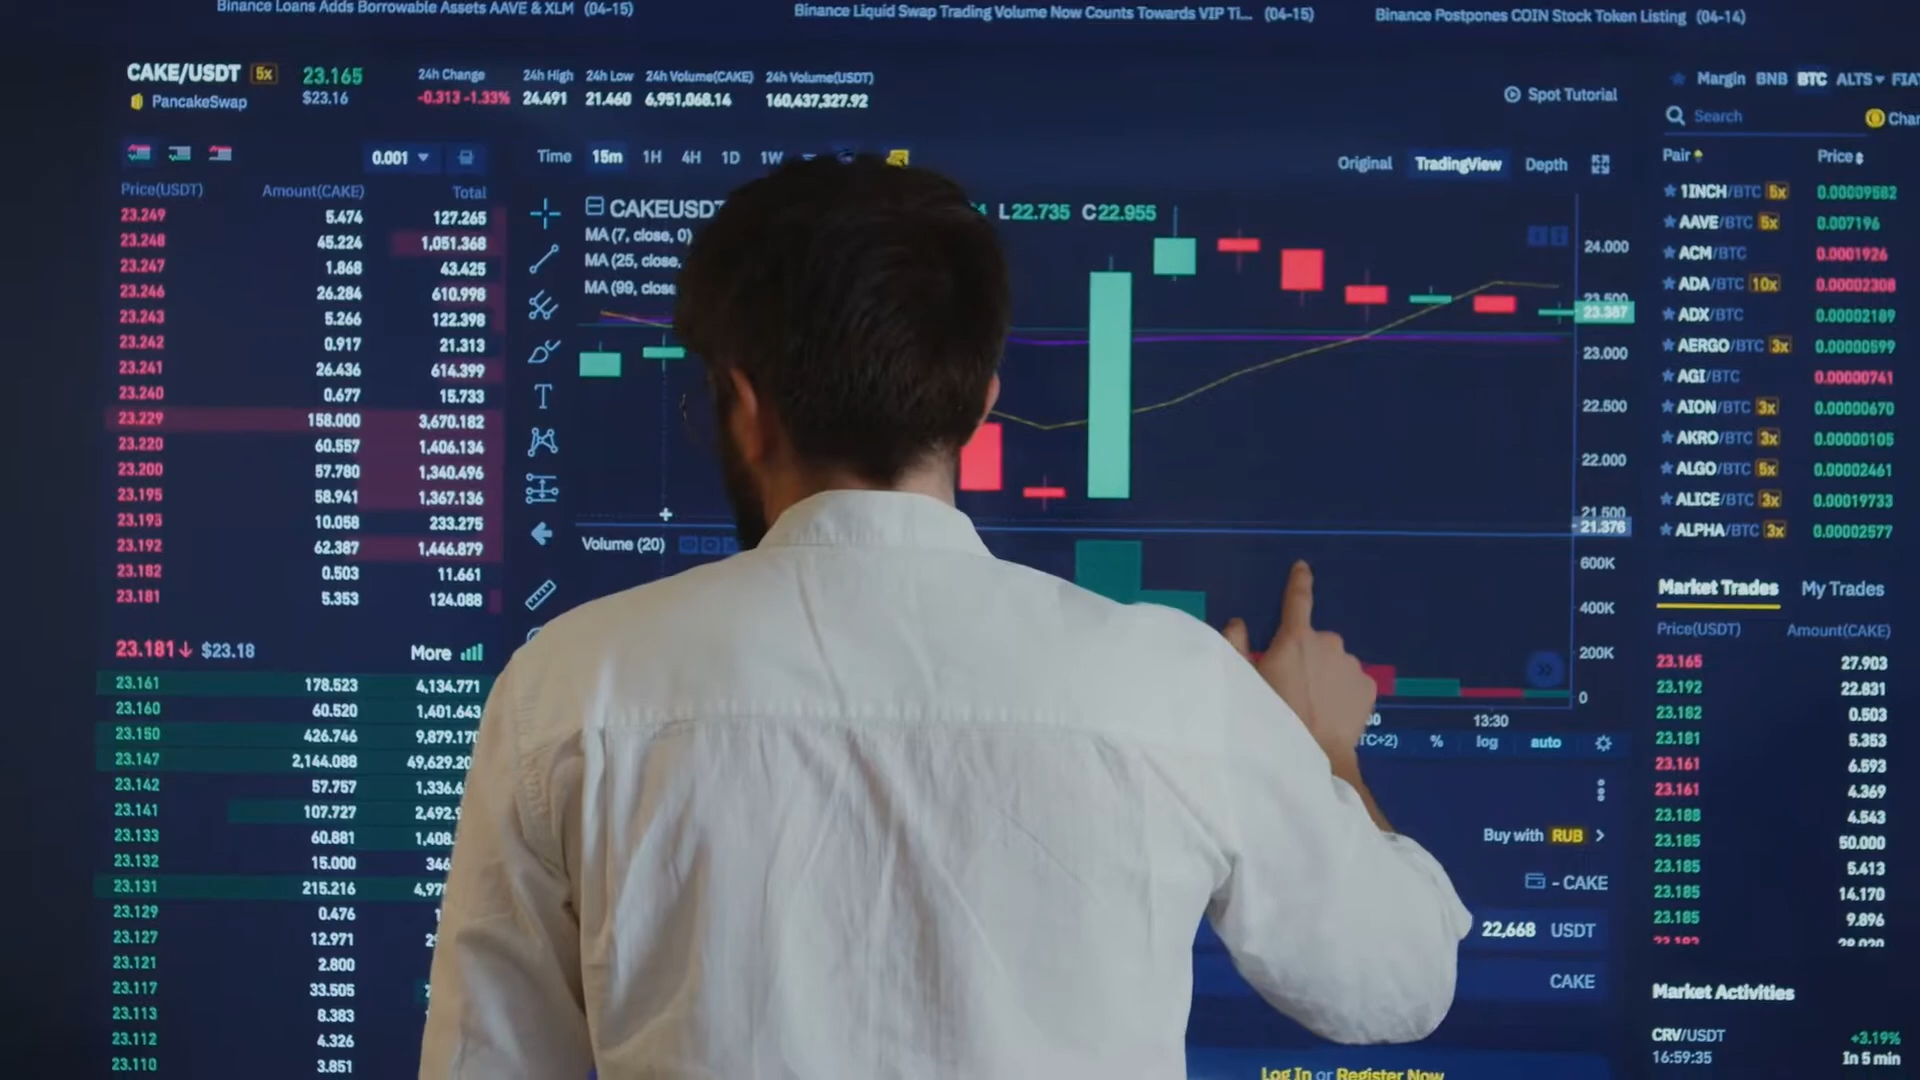 Binance Loans Adds Borrowable Assets AAVE & XLM (04-15)
Binance Liquid Swap Trading Volume Now Counts Towards VIP Ti... (04-15)
Binance Postpones COIN Stock Token Listing (04-14)
CAKE/USDT 5x 23.165
PancakeSwap $23.16
24h Change 24h High 24h Low 24h Volume(CAKE) 24h Volume(USDT)
-0.313 -1.33% 24.491 21.460 6,951,068.14 160,437,327.92
Spot Tutorial
0.001
Price(USDT) Amount(CAKE) Total
23.249 5.474 127.265
23.248 45.224 1,051.368
23.247 1.868 43.425
23.246 26.284 610.998
23.243 5.266 122.398
23.242 0.917 21.313
23.241 26.436 614.399
23.240 0.677 15.733
23.229 158.000 3,670.182
23.220 60.557 1,406.134
23.200 57.780 1,340.496
23.195 58.941 1,367.136
23.193 10.058 233.275
23.192 62.387 1,446.879
23.182 0.503 11.661
23.181 5.353 124.088
23.181↓ $23.18 More
23.161 178.523 4,134.771
23.160 60.520 1,401.643
23.150 426.746 9,879.170
23.147 2,144.088 49,629.20
23.142 57.757 1,336.6
23.141 107.727 2,492.
23.133 60.881 1,408.
23.132 15.000 346
23.131 215.216 4,97
23.129 0.476 1
23.127 12.971 2
23.121 2.800
23.117 33.505
23.113 8.383
23.112 4.326
23.110 3.851
Time 15m 1H 4H 1D 1W
Original TradingView Depth
CAKEUSDT L22.735 C22.955
MA (7, close, 0)
MA (25, close,
MA (99, close
24.000
23.500
23.387
23.000
22.500
22.000
21.500
21.376
Volume (20)
600K
400K
200K
0
00 13:30
TC+2) % log auto
Buy with RUB >
- CAKE
22,668 USDT
CAKE
Log In or Register Now
Margin BNB BTC ALTS FIAT
Search Chan
Pair Price
1INCH/BTC 5x 0.00009582
AAVE/BTC 5x 0.007196
ACM/BTC 0.0001926
ADA/BTC 10x 0.00002308
ADX/BTC 0.00002189
AERGO/BTC 3x 0.00000599
AGI/BTC 0.00000741
AION/BTC 3x 0.00000670
AKRO/BTC 3x 0.00000105
ALGO/BTC 5x 0.00002461
ALICE/BTC 3x 0.00019733
ALPHA/BTC 3x 0.00002577
Market Trades My Trades
Price(USDT) Amount(CAKE)
23.165 27.903
23.192 22.831
23.182 0.503
23.181 5.353
23.161 6.593
23.161 4.369
23.188 4.543
23.185 50.000
23.185 5.413
23.185 14.170
23.185 9.896
Market Activities
CRV/USDT +3.19%
16:59:35 In 5 min